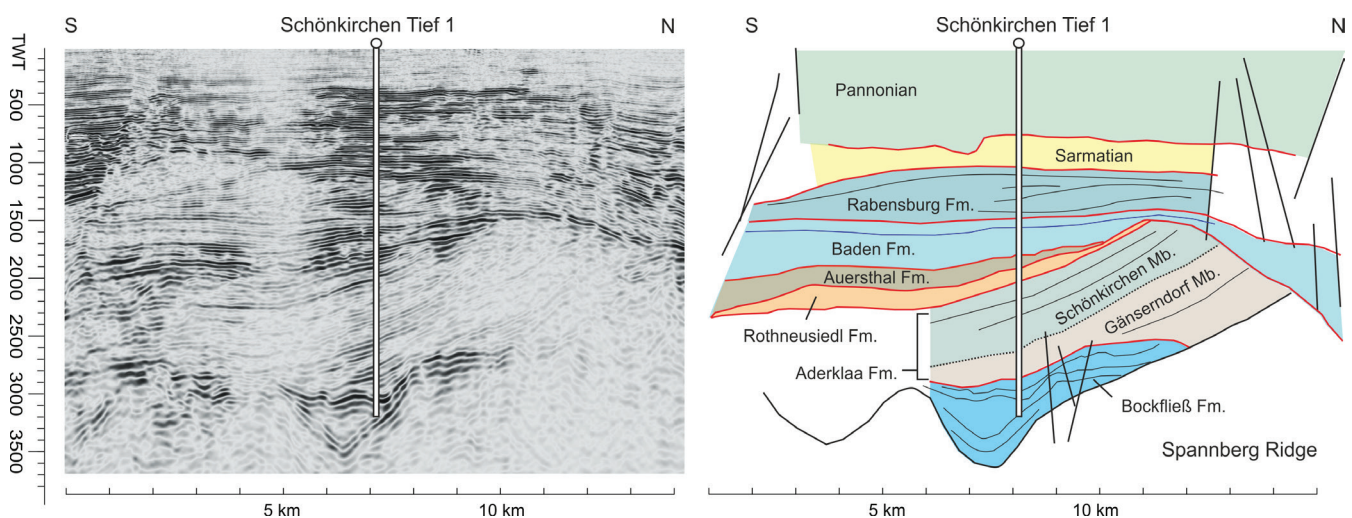 S
Schönkirchen Tief 1
N
TWT
500
1000
1500
2000
2500
3000
3500
5 km
10 km
S
Schönkirchen Tief 1
N
Pannonian
Sarmatian
Rabensburg Fm.
Baden Fm.
Auersthal Fm.
Schönkirchen Mb.
Gänserndorf Mb.
Rothneusiedl Fm.
Aderklaa Fm.
Bockfließ Fm.
Spannberg Ridge
5 km
10 km